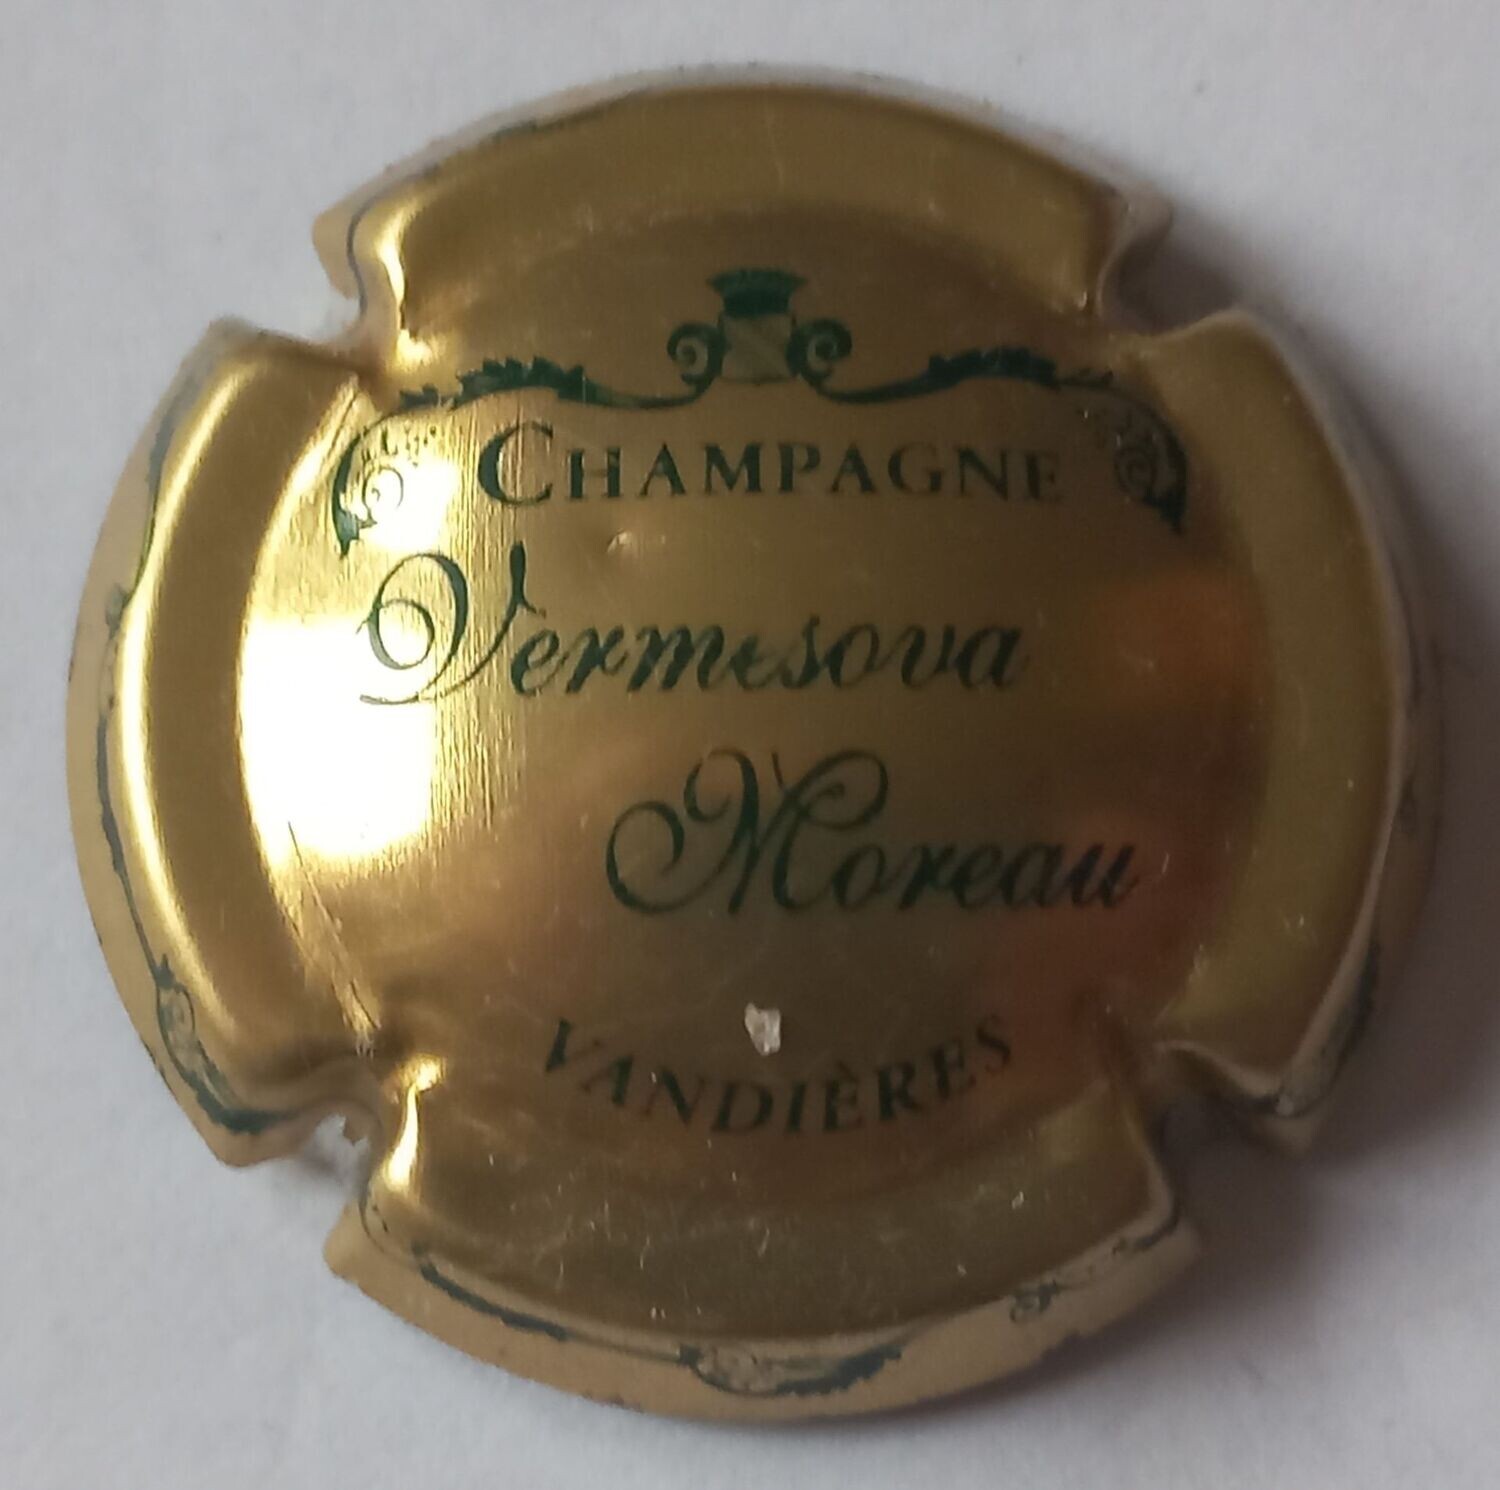 CHAMPAGNE
Vermesova
Moreau
VANDIÈRES